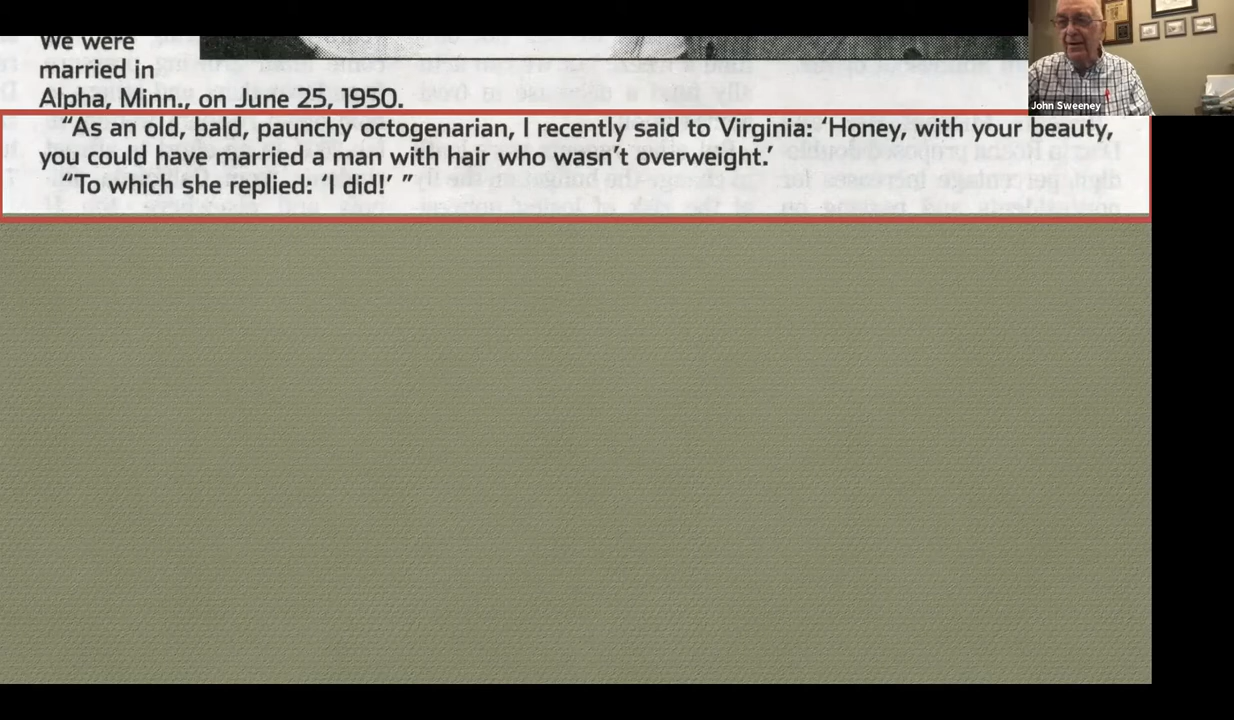 We were
married in
Alpha, Minn., on June 25, 1950.
“As an old, bald, paunchy octogenarian, I recently said to Virginia: ‘Honey, with your beauty,
you could have married a man with hair who wasn’t overweight.’
“To which she replied: ‘I did!’ ”
John Sweeney